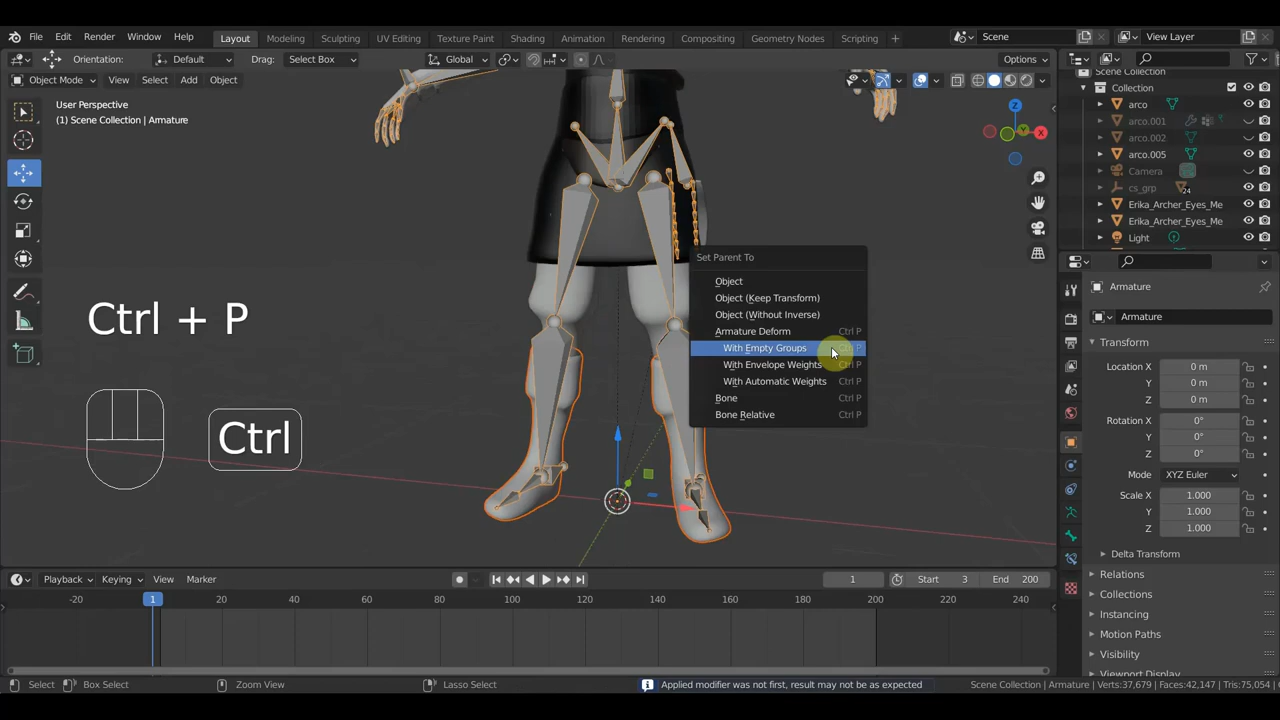 File Edit Render Window Help Layout Modeling Sculpting UV Editing Texture Paint Shading Animation Rendering Compositing Geometry Nodes Scripting + Scene View Layer
Orientation: Default Drag: Select Box Global Options
Object Mode View Select Add Object
User Perspective
(1) Scene Collection | Armature
Scene Collection
Collection
arco
arco.001
arco.002
arco.005
Camera
cs_grp 24
Erika_Archer_Eyes_Me
Erika_Archer_Eyes_Me
Light
Z
Y
X
Ctrl + P
Ctrl
Set Parent To
Object
Object (Keep Transform)
Object (Without Inverse)
Armature Deform Ctrl P
With Empty Groups
With Envelope Weights Ctrl P
With Automatic Weights Ctrl P
Bone Ctrl P
Bone Relative Ctrl P
Armature
Armature
Transform
Location X 0 m
Y 0 m
Z 0 m
Rotation X 0°
Y 0°
Z 0°
Mode XYZ Euler
Scale X 1.000
Y 1.000
Z 1.000
Delta Transform
Relations
Collections
Instancing
Motion Paths
Visibility
Viewport Display
Playback Keying View Marker 1 Start 3 End 200
-20 1 20 40 60 80 100 120 140 160 180 200 220 240
Select Box Select Zoom View Lasso Select Applied modifier was not first, result may not be as expected Scene Collection | Armature Verts:37,679 | Faces:42,147 | Tris:75,054